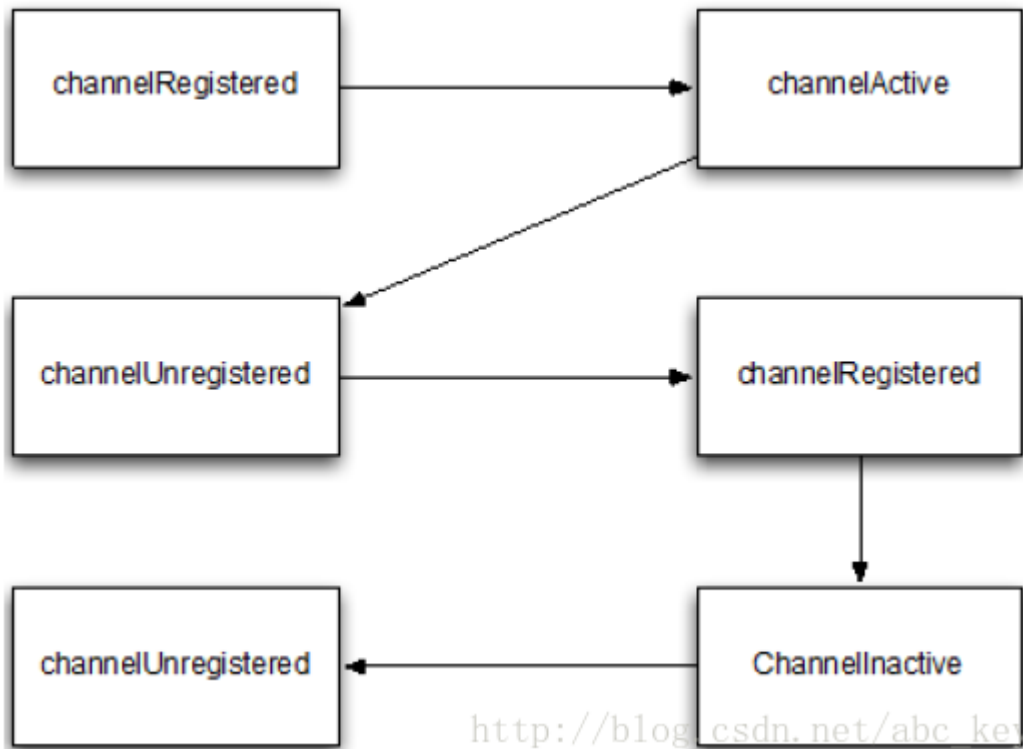 channelRegistered
channelActive
channelUnregistered
channelRegistered
channelUnregistered
ChannelInactive
http://blog.csdn.net/abc_key